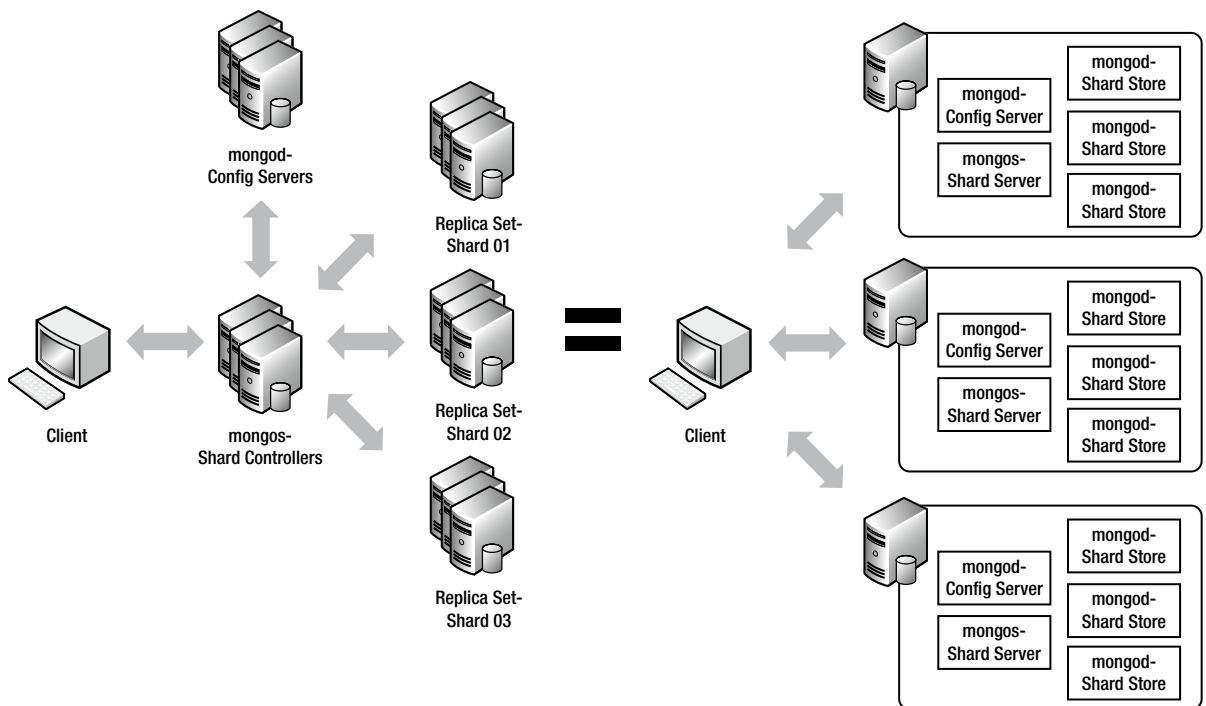 mongod-
Config Servers
Replica Set-
Shard 01
Client
mongos-
Shard Controllers
Replica Set-
Shard 02
Replica Set-
Shard 03
Client
mongod-
Config Server
mongos-
Shard Server
mongod-
Shard Store
mongod-
Shard Store
mongod-
Shard Store
mongod-
Config Server
mongos-
Shard Server
mongod-
Shard Store
mongod-
Shard Store
mongod-
Shard Store
mongod-
Config Server
mongos-
Shard Server
mongod-
Shard Store
mongod-
Shard Store
mongod-
Shard Store